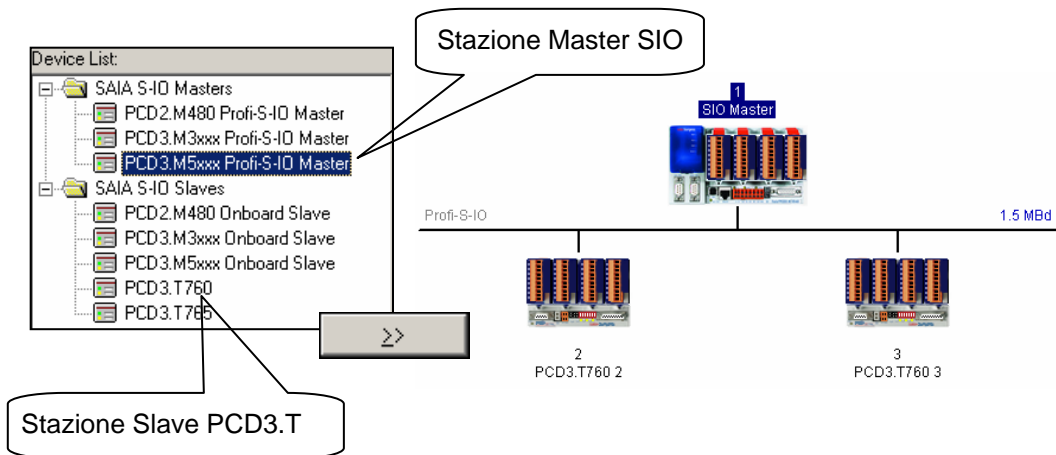 Stazione Master SIO
Device List:
SAIA S-IO Masters
PCD2.M480 Profi-S-IO Master
PCD3.M3xxx Profi-S-IO Master
PCD3.M5xxx Profi-S-IO Master
SAIA S-IO Slaves
PCD2.M480 Onboard Slave
PCD3.M3xxx Onboard Slave
PCD3.M5xxx Onboard Slave
PCD3.T760
PCD3.T765
>>
Stazione Slave PCD3.T
1
SIO Master
Profi-S-IO
1.5 MBd
2
PCD3.T760 2
3
PCD3.T760 3